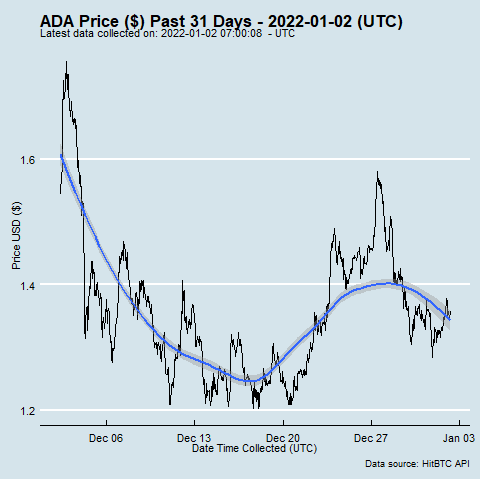 ADA Price ($) Past 31 Days - 2022-01-02 (UTC)
Latest data collected on: 2022-01-02 07:00:08 - UTC
1.6
1.4
1.2
Price USD ($)
Dec 06 Dec 13 Dec 20 Dec 27 Jan 03
Date Time Collected (UTC)
Data source: HitBTC API